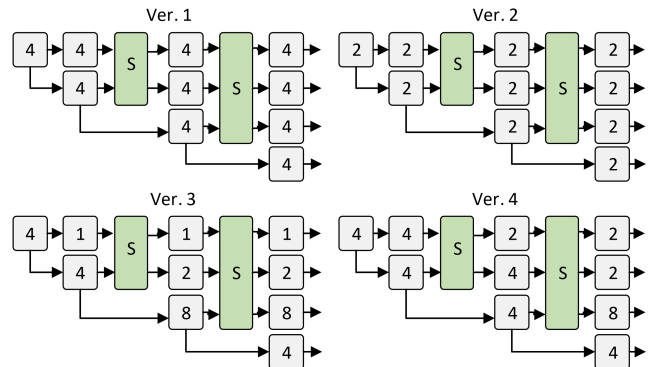 Ver. 1
4 4 S 4 4
4 4 S 4
4 4
4
Ver. 2
2 2 S 2 2
2 2 S 2
2 2
2
Ver. 3
4 1 S 1 1
4 2 S 2
8 8
4
Ver. 4
4 4 S 2 2
4 4 S 2
4 8
4